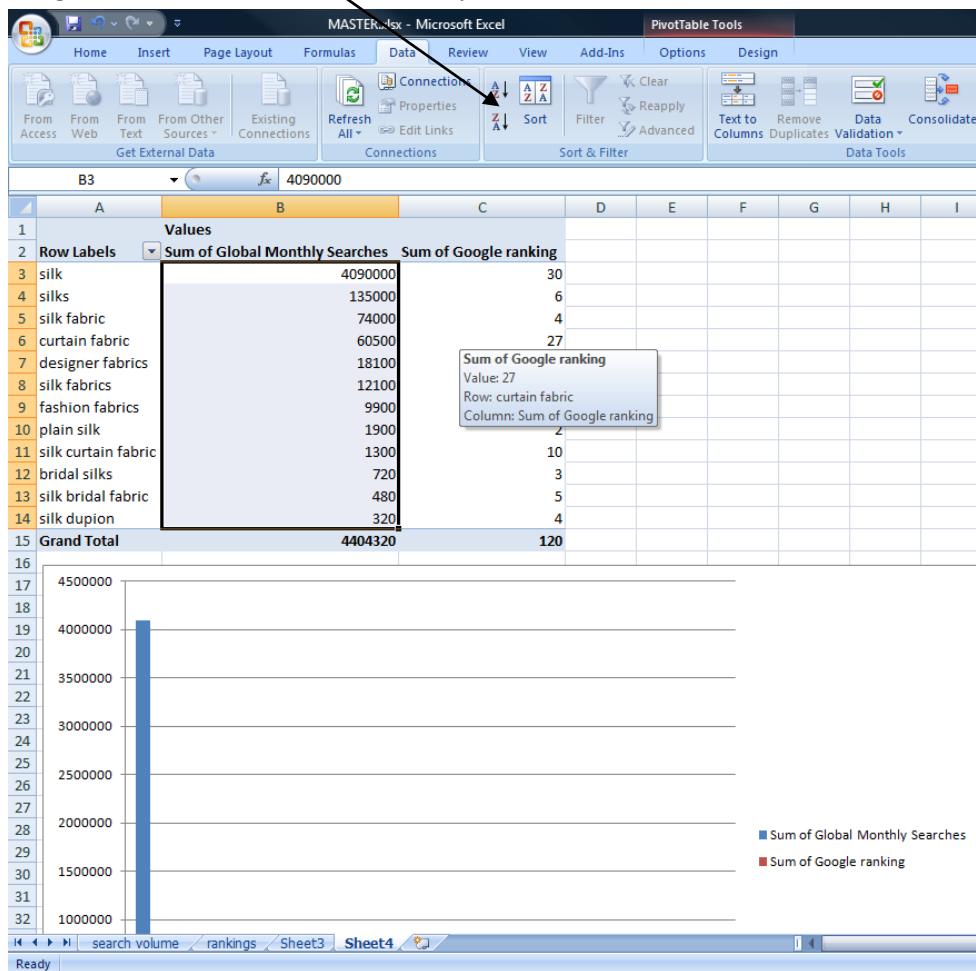 MASTER.xlsx - Microsoft Excel PivotTable Tools
Home Insert Page Layout Formulas Data Review View Add-Ins Options Design
From Access
From Web
From Text
From Other Sources
Existing Connections
Get External Data
Refresh All
Connections
Properties
Edit Links
Connections
A Z
Z A
A Z
Z A
Sort
Filter
Clear
Reapply
Advanced
Sort & Filter
Text to Columns
Remove Duplicates
Data Validation
Consolidate
Data Tools
B3 fx 4090000
A B C D E F G H I
1 Values
2 Row Labels Sum of Global Monthly Searches Sum of Google ranking
3 silk 4090000 30
4 silks 135000 6
5 silk fabric 74000 4
6 curtain fabric 60500 27
7 designer fabrics 18100
8 silk fabrics 12100
9 fashion fabrics 9900
10 plain silk 1900 2
11 silk curtain fabric 1300 10
12 bridal silks 720 3
13 silk bridal fabric 480 5
14 silk dupion 320 4
15 Grand Total 4404320 120
Sum of Google ranking
Value: 27
Row: curtain fabric
Column: Sum of Google ranking
16
17 4500000
18
19 4000000
20
21 3500000
22
23 3000000
24
25 2500000
26
27
28 2000000
29
30 1500000
31
32 1000000
Sum of Global Monthly Searches
Sum of Google ranking
search volume rankings Sheet3 Sheet4
Ready